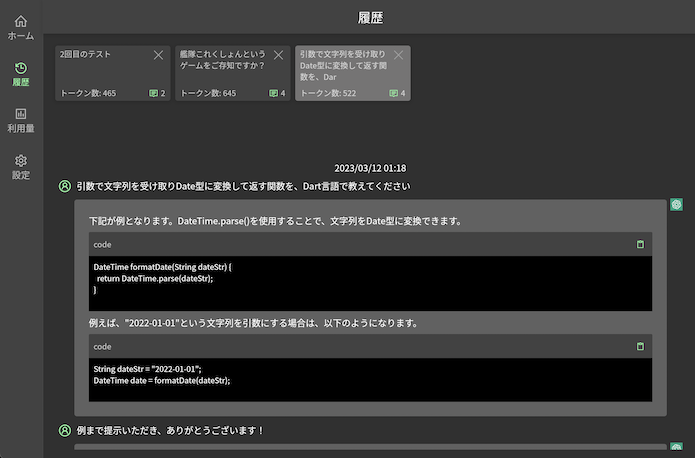 履歴
ホーム
履歴
利用量
設定
2回目のテスト
トークン数: 465
2
艦隊これくしょんという
ゲームをご存知ですか？
トークン数: 645
4
引数で文字列を受け取り
Date型に変換して返す関
数を、Dar
トークン数: 522
4
2023/03/12 01:18
引数で文字列を受け取りDate型に変換して返す関数を、Dart言語で教えてください
下記が例となります。DateTime.parse()を使用することで、文字列をDate型に変換できます。
code
DateTime formatDate(String dateStr) {
  return DateTime.parse(dateStr);
}
例えば、"2022-01-01"という文字列を引数にする場合は、以下のようになります。
code
String dateStr = "2022-01-01";
DateTime date = formatDate(dateStr);
例まで提示いただき、ありがとうございます！